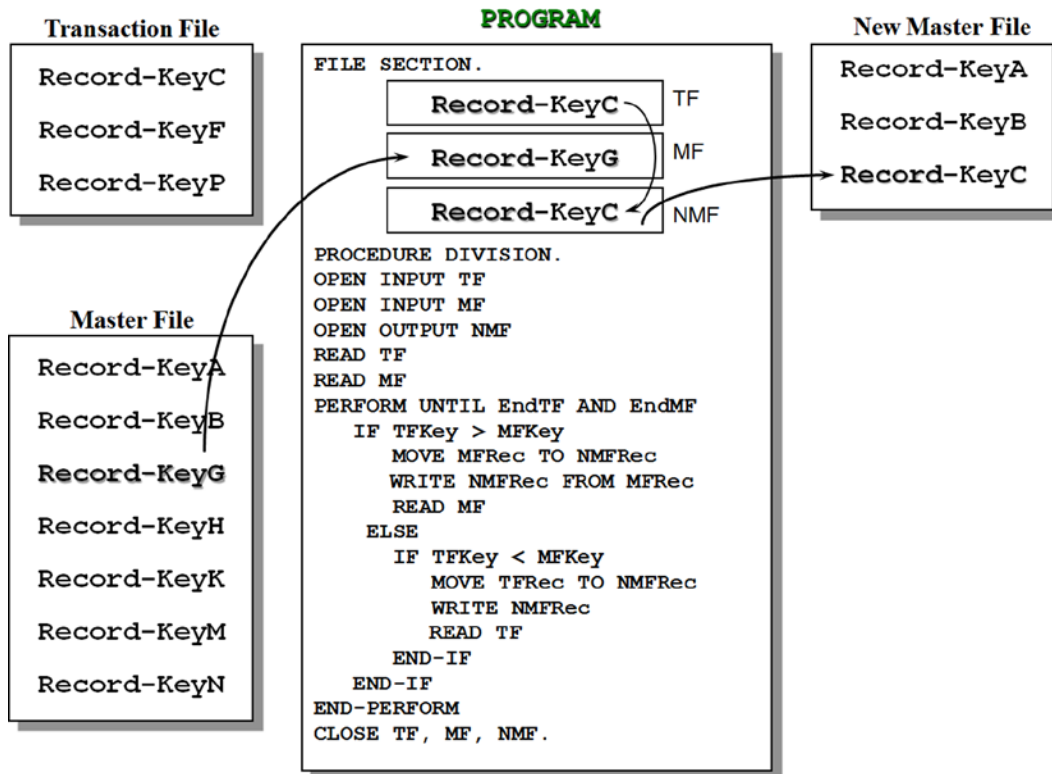 PROGRAM
Transaction File
Record-KeyC
Record-KeyF
Record-KeyP
Master File
Record-KeyA
Record-KeyB
Record-KeyG
Record-KeyH
Record-KeyK
Record-KeyM
Record-KeyN
FILE SECTION.
Record-KeyC TF
Record-KeyG MF
Record-KeyC NMF
PROCEDURE DIVISION.
OPEN INPUT TF
OPEN INPUT MF
OPEN OUTPUT NMF
READ TF
READ MF
PERFORM UNTIL EndTF AND EndMF
IF TFKey > MFKey
MOVE MFRec TO NMFRec
WRITE NMFRec FROM MFRec
READ MF
ELSE
IF TFKey < MFKey
MOVE TFRec TO NMFRec
WRITE NMFRec
READ TF
END-IF
END-IF
END-PERFORM
CLOSE TF, MF, NMF.
New Master File
Record-KeyA
Record-KeyB
Record-KeyC